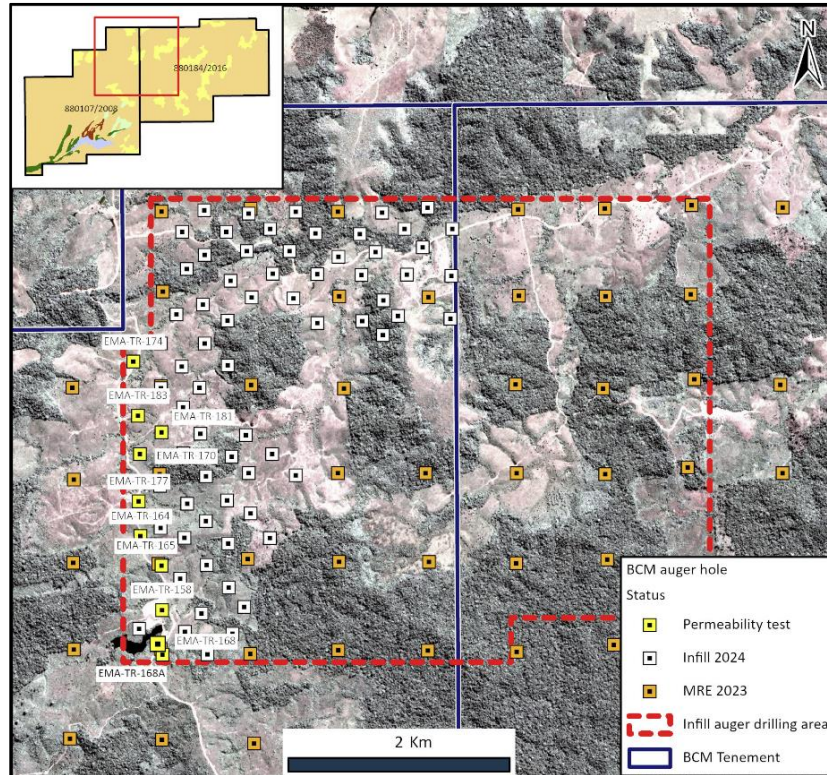 880184/2016
880107/2008
N
EMA-TR-174
EMA-TR-183
EMA-TR-181
EMA-TR-170
EMA-TR-177
EMA-TR-164
EMA-TR-165
EMA-TR-158
EMA-TR-168
EMA-TR-168A
2 Km
BCM auger hole
Status
Permeability test
Infill 2024
MRE 2023
Infill auger drilling area
BCM Tenement